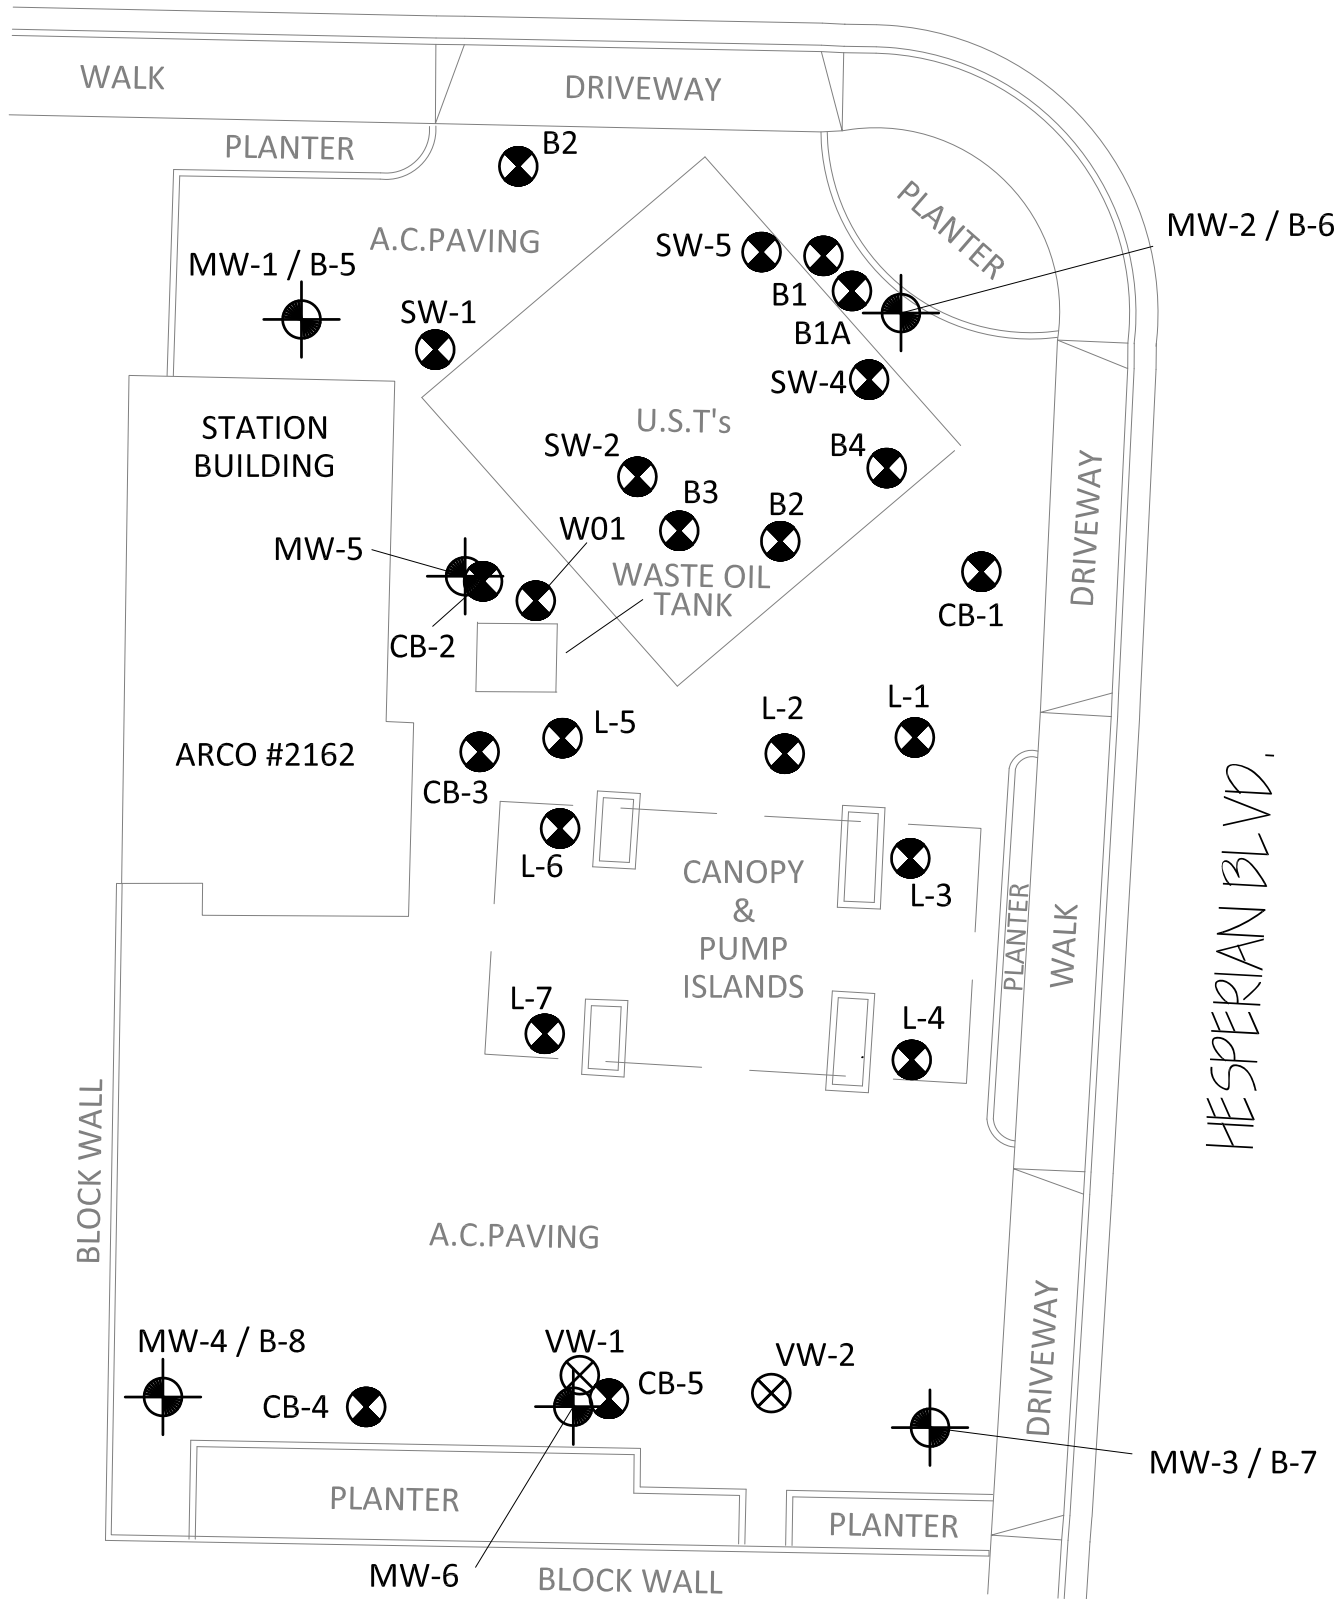 WALK
DRIVEWAY
PLANTER
B2
PLANTER
MW-2 / B-6
A.C.PAVING
SW-5
MW-1 / B-5
B1
SW-1
B1A
SW-4
STATION
BUILDING
U.S.T's
SW-2
B4
B3
B2
W01
DRIVEWAY
MW-5
WASTE OIL
TANK
CB-1
CB-2
L-5
L-2
L-1
ARCO #2162
CB-3
L-6
CANOPY
&
PUMP
ISLANDS
L-3
PLANTER
WALK
HESPERIAN BLVD.
L-7
L-4
BLOCK WALL
A.C.PAVING
MW-4 / B-8
VW-1
VW-2
CB-5
CB-4
DRIVEWAY
MW-3 / B-7
PLANTER
PLANTER
MW-6
BLOCK WALL